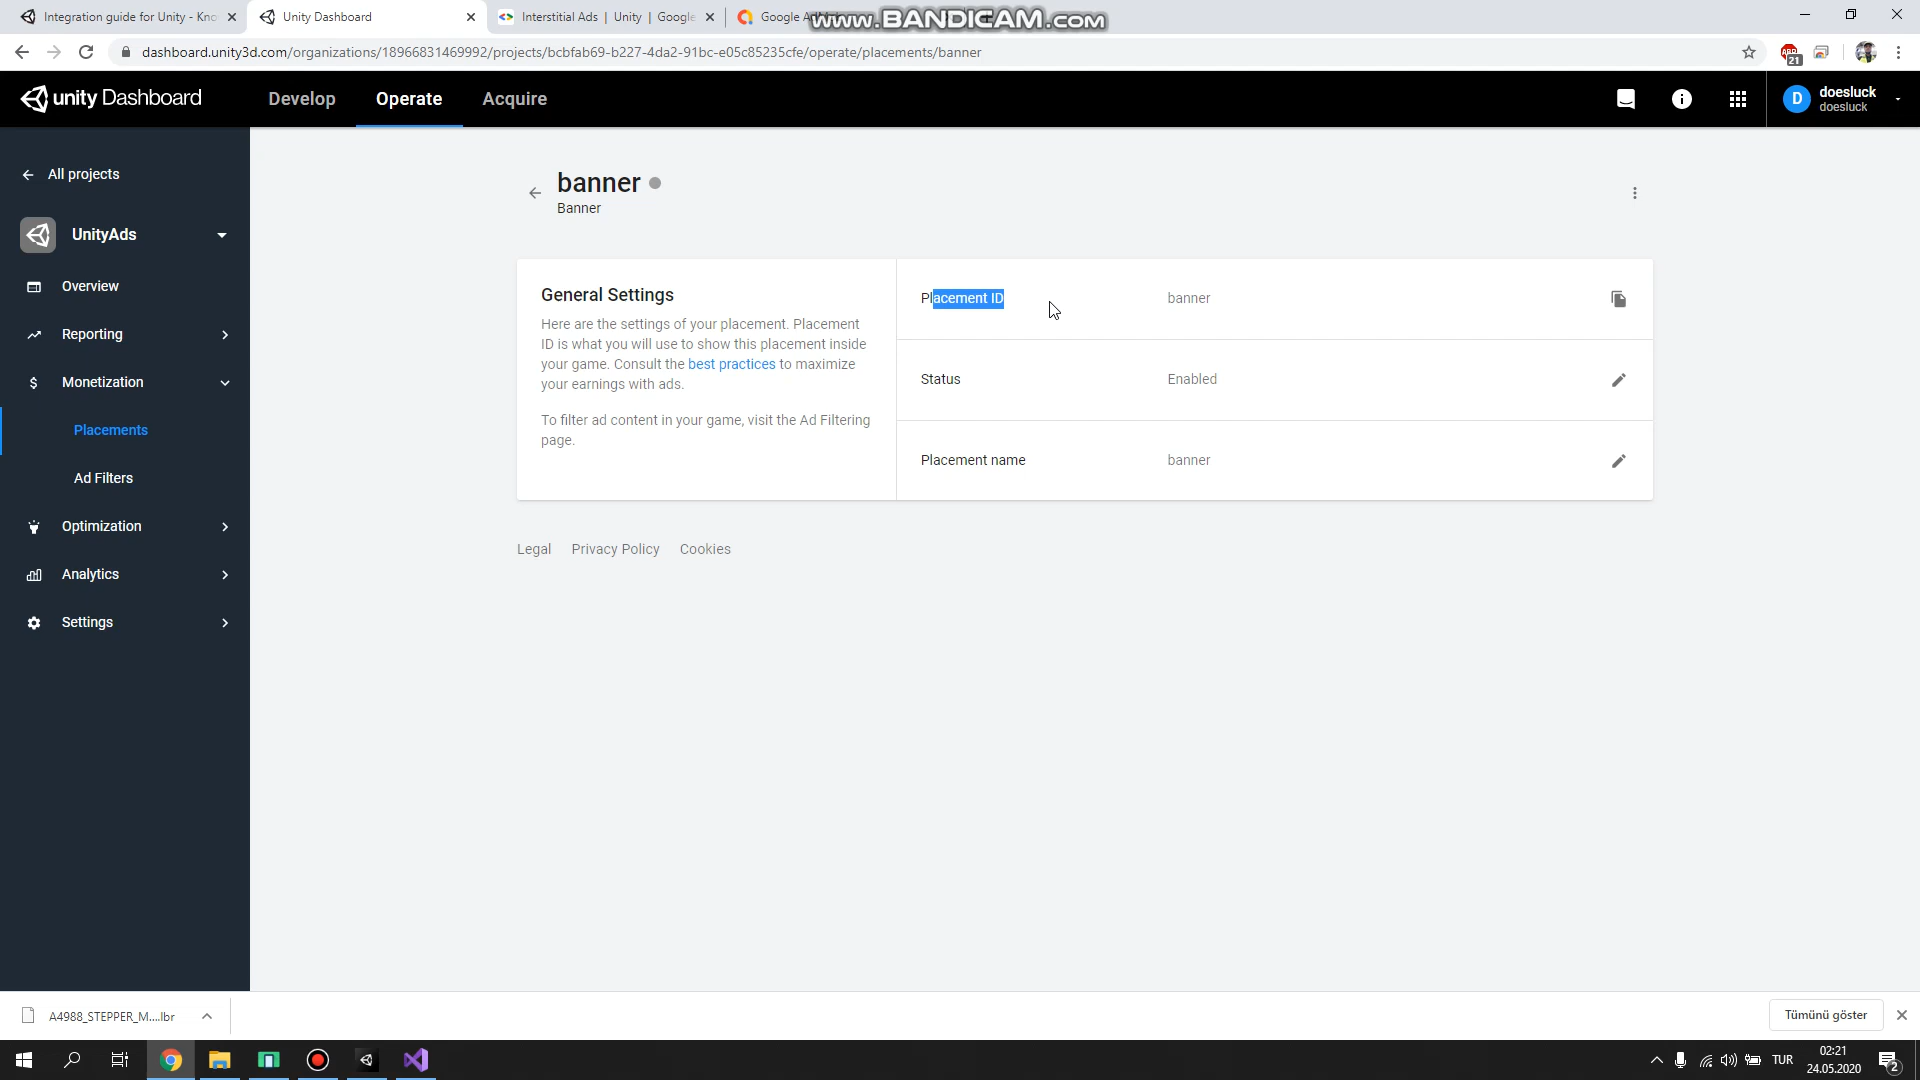 Integration guide for Unity - Kno
Unity Dashboard
Interstitial Ads | Unity | Google
Google Ad
www.BANDICAM.com
dashboard.unity3d.com/organizations/18966831469992/projects/bcbfab69-b227-4da2-91bc-e05c85235cfe/operate/placements/banner
ABP
21
unity Dashboard
Develop
Operate
Acquire
D
doesluck
doesluck
All projects
UnityAds
Overview
Reporting
Monetization
Placements
Ad Filters
Optimization
Analytics
Settings
banner
Banner
General Settings
Here are the settings of your placement. Placement
ID is what you will use to show this placement inside
your game. Consult the best practices to maximize
your earnings with ads.
To filter ad content in your game, visit the Ad Filtering
page.
Placement ID
banner
Status
Enabled
Placement name
banner
Legal
Privacy Policy
Cookies
A4988_STEPPER_M....lbr
Tümünü göster
TUR
02:21
24.05.2020
2